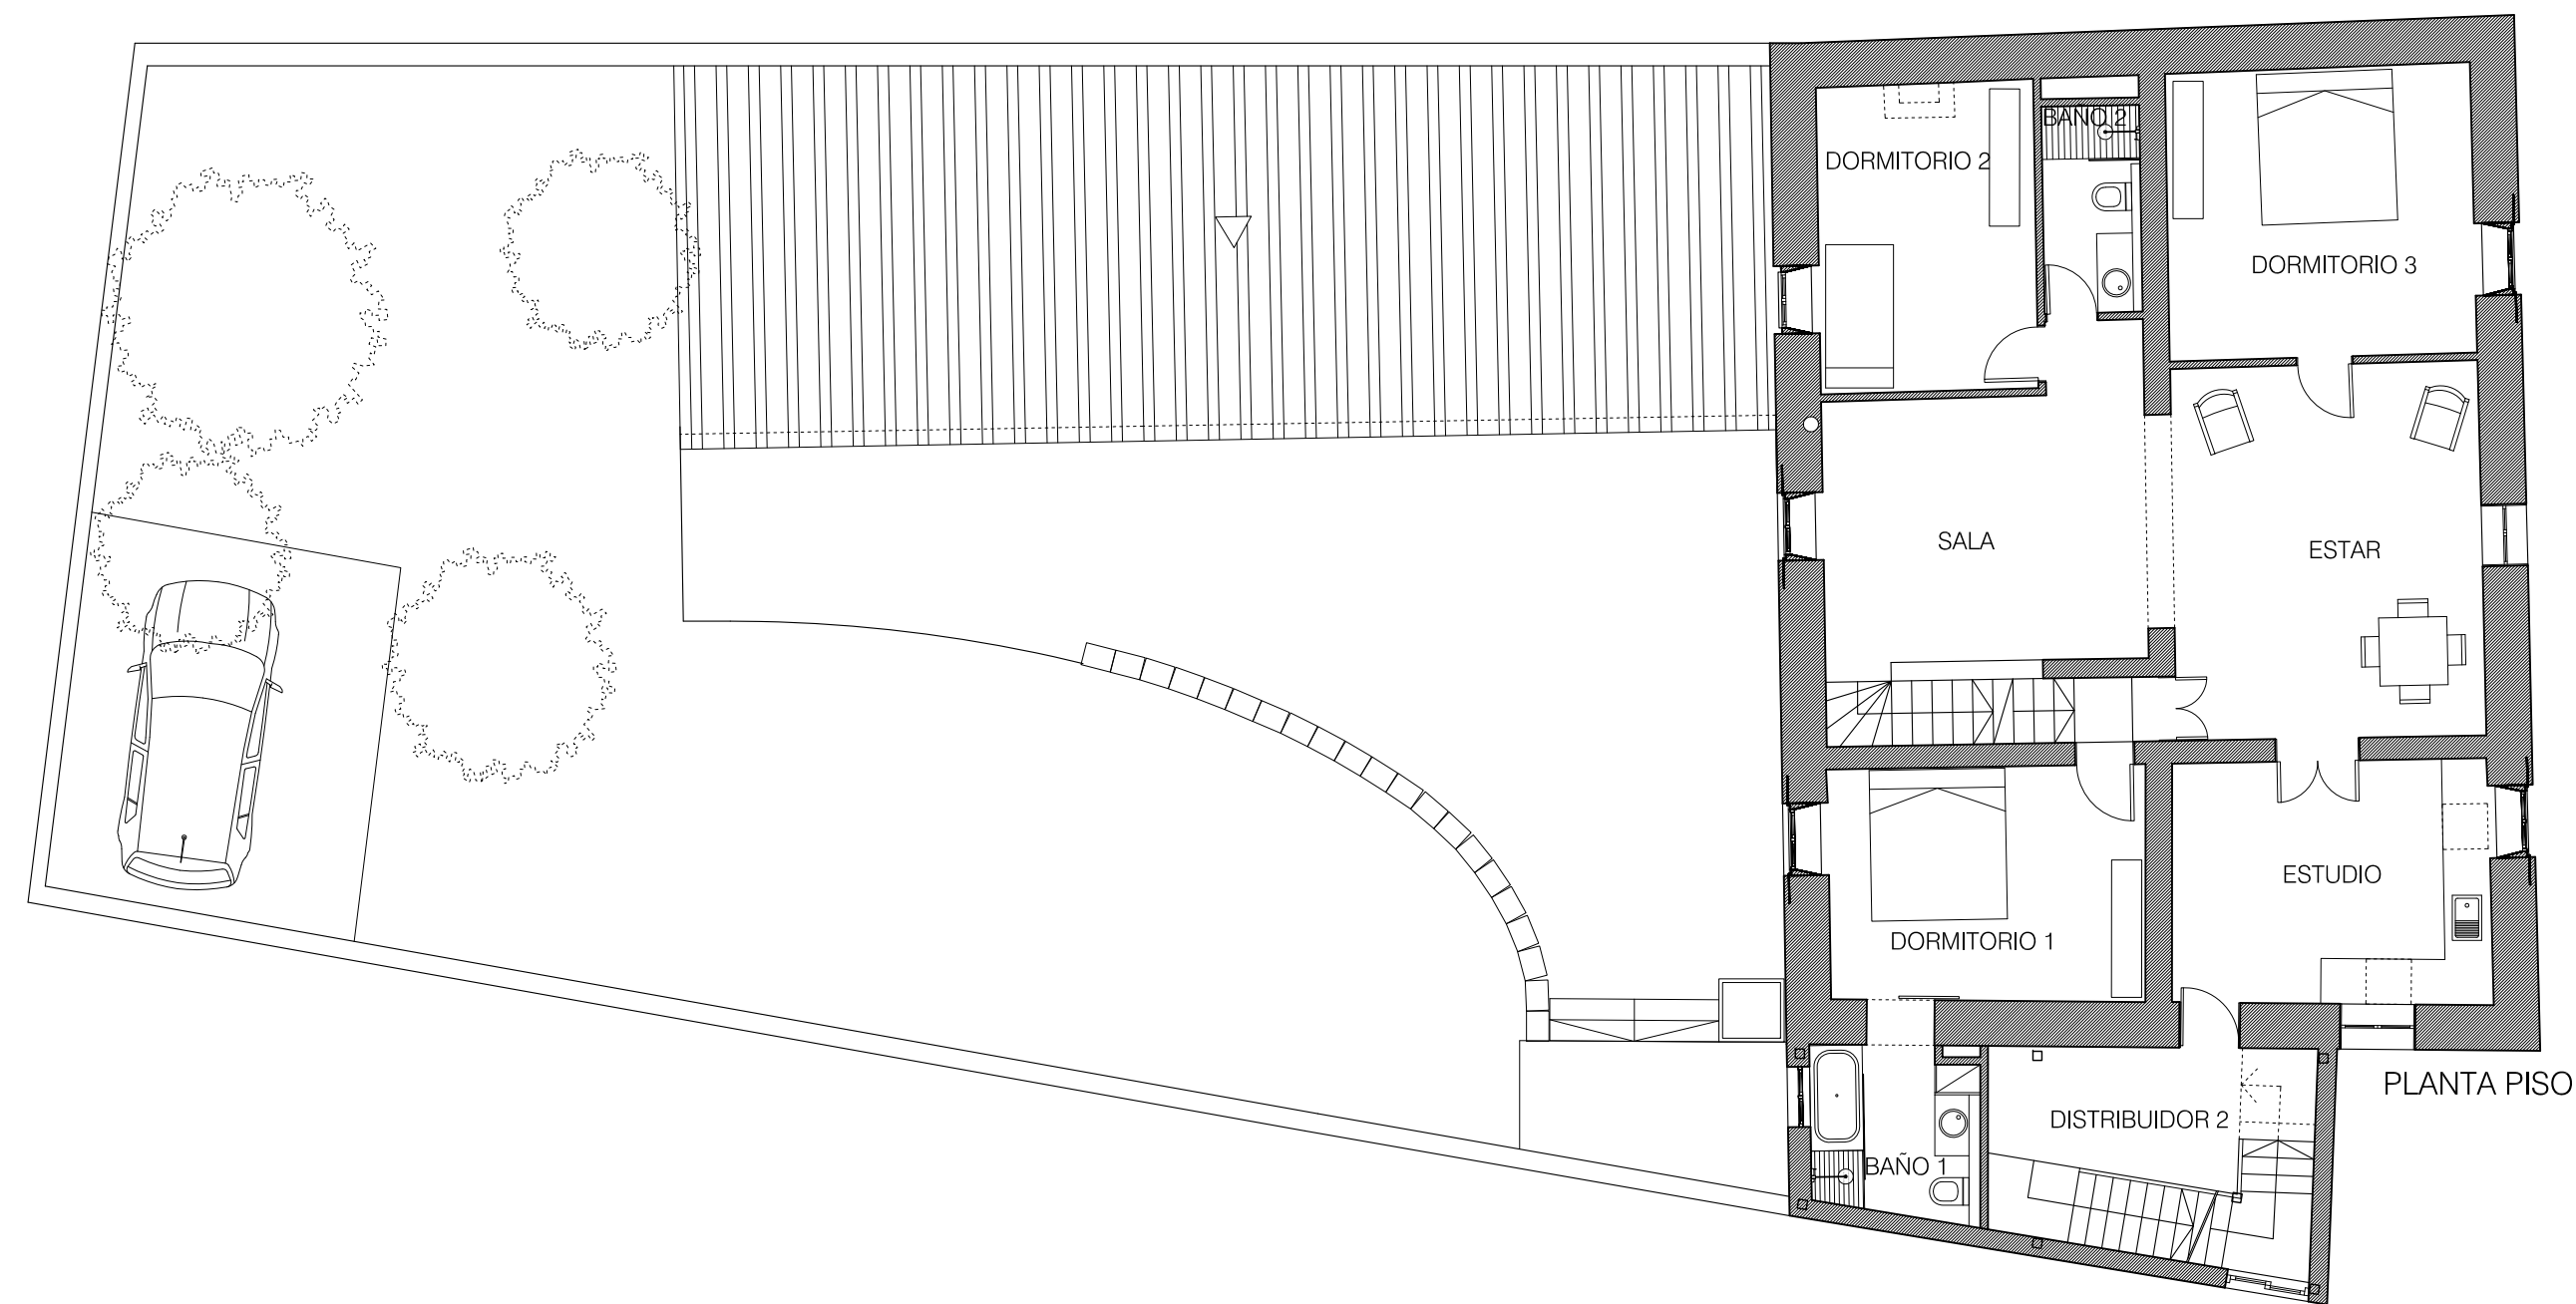 BAÑO 2
DORMITORIO 2
DORMITORIO 3
SALA
ESTAR
ESTUDIO
DORMITORIO 1
PLANTA PISO
DISTRIBUIDOR 2
BAÑO 1